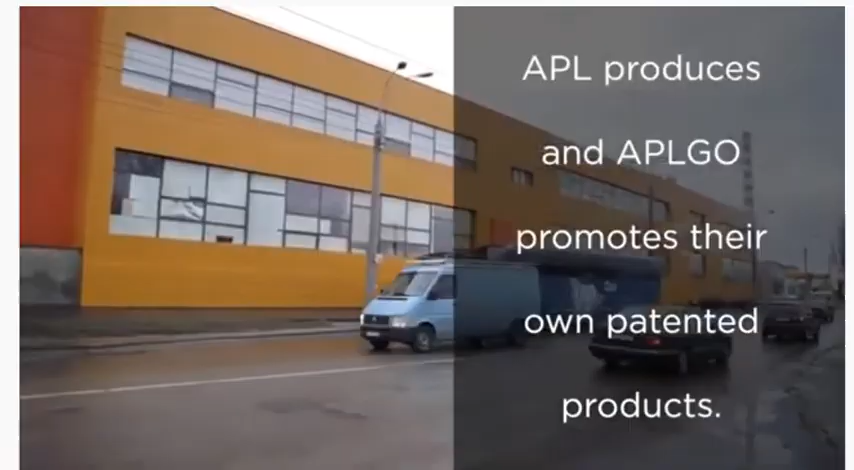 APL produces
and APLGO
promotes their
own patented
products.